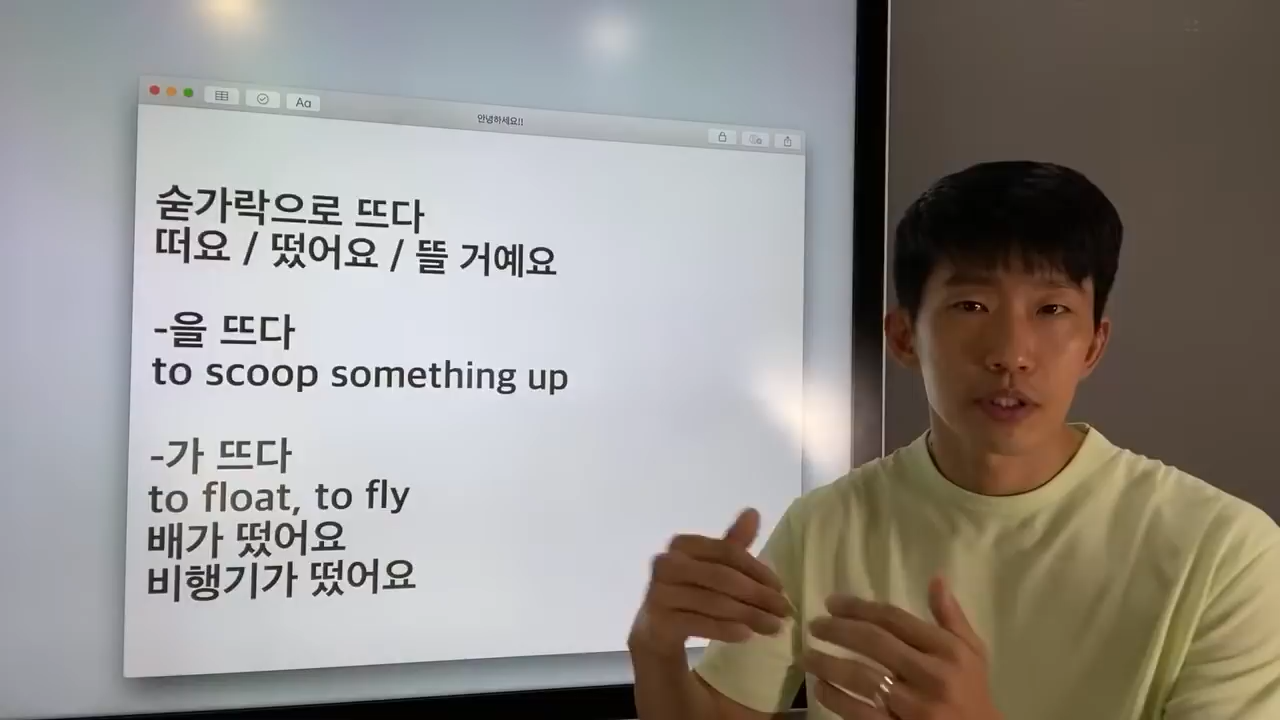 Aa
안녕하세요!!
숟가락으로 뜨다
떠요 / 떴어요 / 뜰 거예요
-을 뜨다
to scoop something up
-가 뜨다
to float, to fly
배가 떴어요
비행기가 떴어요